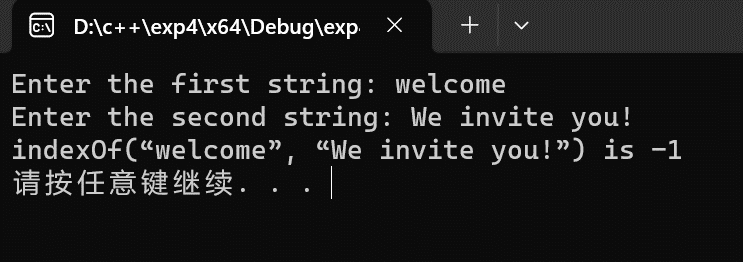 D:\c++\exp4\x64\Debug\exp
Enter the first string: welcome
Enter the second string: We invite you!
indexOf(“welcome”, “We invite you!”) is -1
请按任意键继续. . .